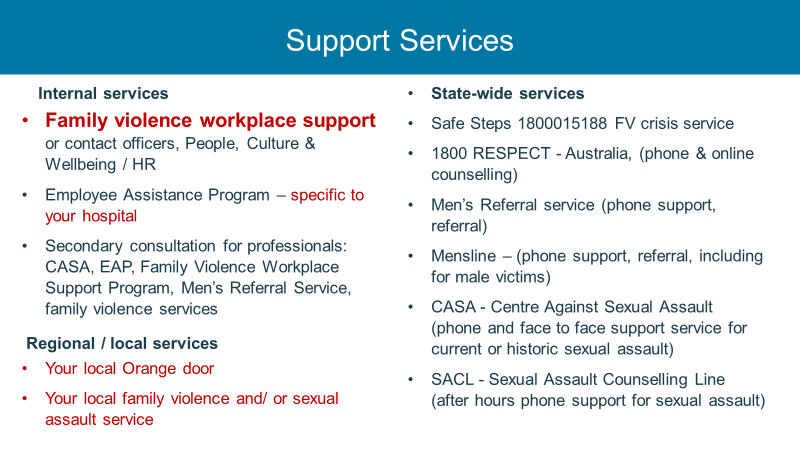 Support Services
Internal services
• Family violence workplace support
or contact officers, People, Culture &
Wellbeing / HR
• Employee Assistance Program – specific to
your hospital
• Secondary consultation for professionals:
CASA, EAP, Family Violence Workplace
Support Program, Men's Referral Service,
family violence services
Regional / local services
• Your local Orange door
• Your local family violence and/ or sexual
assault service
• State-wide services
• Safe Steps 1800015188 FV crisis service
• 1800 RESPECT - Australia, (phone & online
counselling)
• Men's Referral service (phone support,
referral)
• Mensline – (phone support, referral, including
for male victims)
• CASA - Centre Against Sexual Assault
(phone and face to face support service for
current or historic sexual assault)
• SACL - Sexual Assault Counselling Line
(after hours phone support for sexual assault)